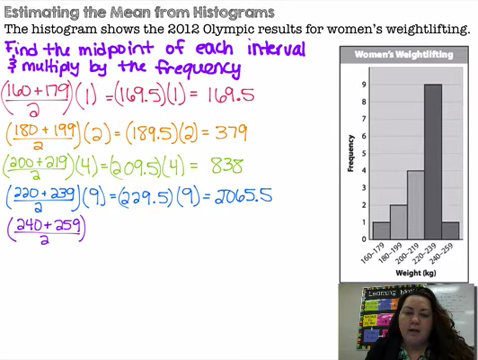 Estimating the Mean from Histograms
The histogram shows the 2012 Olympic results for women's weightlifting.
Find the midpoint of each interval
& multiply by the frequency
(160+179/2)(1) = (169.5)(1) = 169.5
(180+199/2)(2) = (189.5)(2) = 379
(200+219/2)(4) = (209.5)(4) = 838
(220+239/2)(9) = (229.5)(9) = 2065.5
(240+259/2)
Women's Weightlifting
Frequency
9
8
7
6
5
4
3
2
1
0
160–179
180–199
200–219
220–239
240–259
Weight (kg)